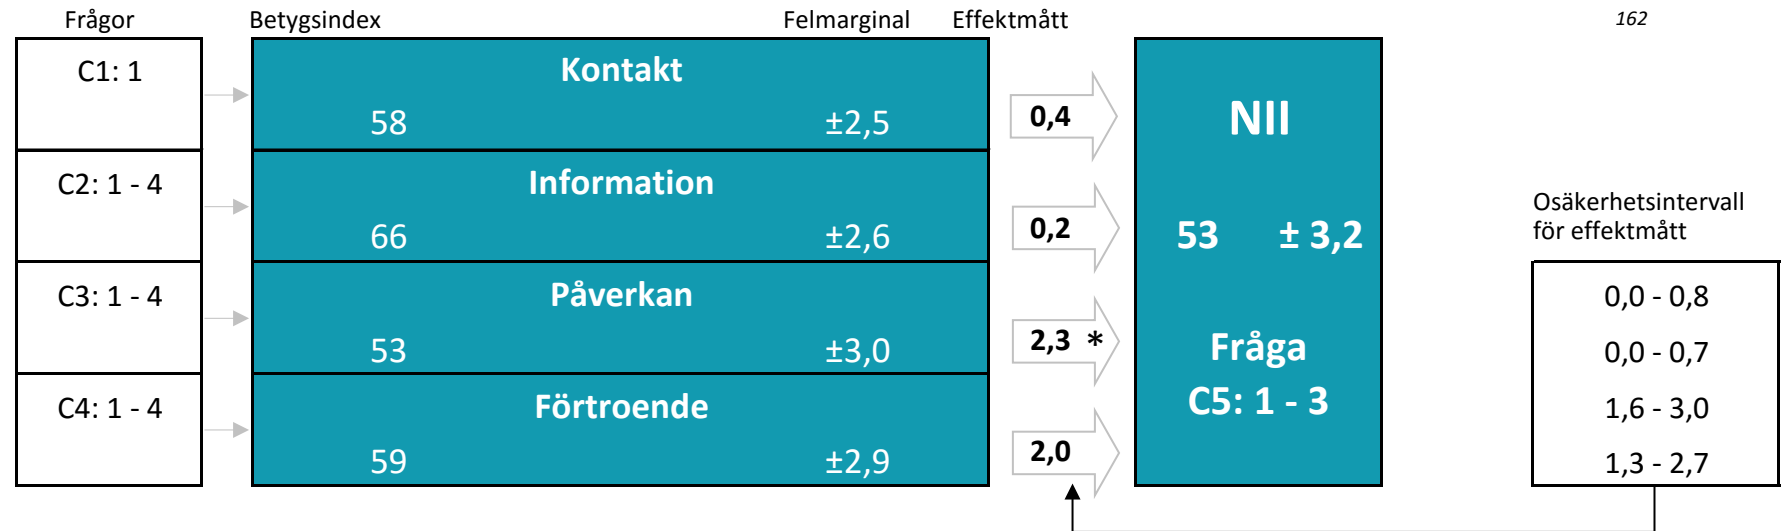 Frågor Betygsindex Felmarginal Effektmått 162
C1: 1 Kontakt
58 ±2,5 0,4 NII
C2: 1 - 4 Information
66 ±2,6 0,2 53 ± 3,2
Osäkerhetsintervall
för effektmått
C3: 1 - 4 Påverkan 0,0 - 0,8
53 ±3,0 2,3 * Fråga 0,0 - 0,7
C4: 1 - 4 Förtroende C5: 1 - 3 1,6 - 3,0
59 ±2,9 2,0 1,3 - 2,7